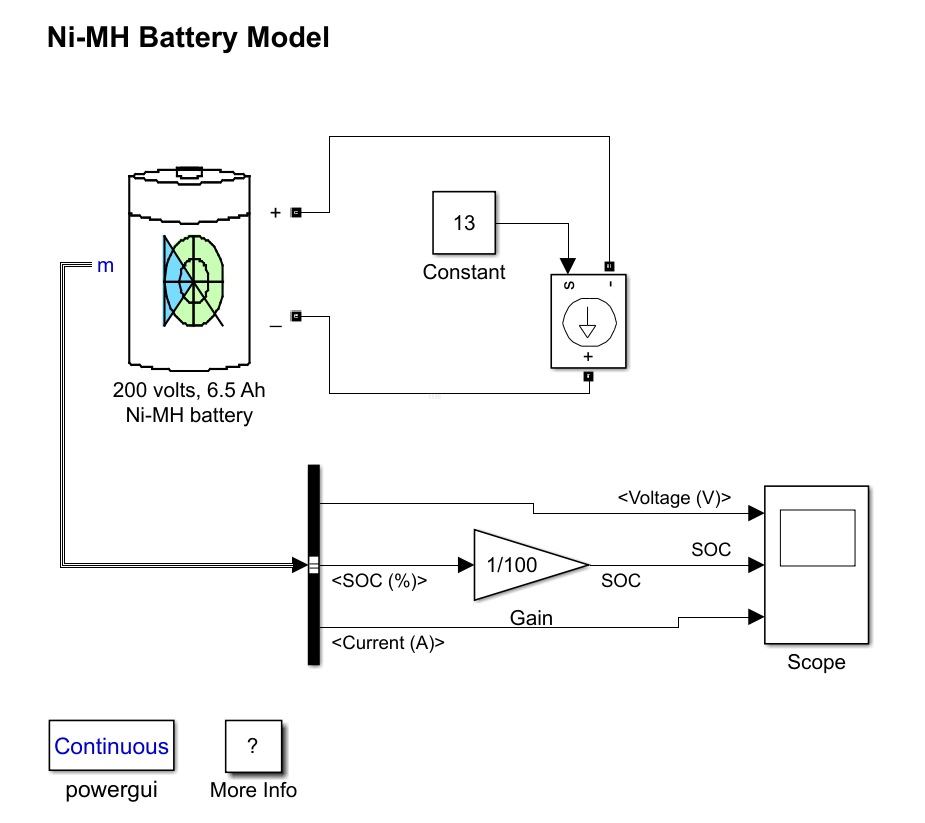 Ni-MH Battery Model
+
m
–
200 volts, 6.5 Ah
Ni-MH battery
13
Constant
s
-
+
<Voltage (V)>
<SOC (%)>
1/100
Gain
SOC
SOC
<Current (A)>
Scope
Continuous
powergui
?
More Info